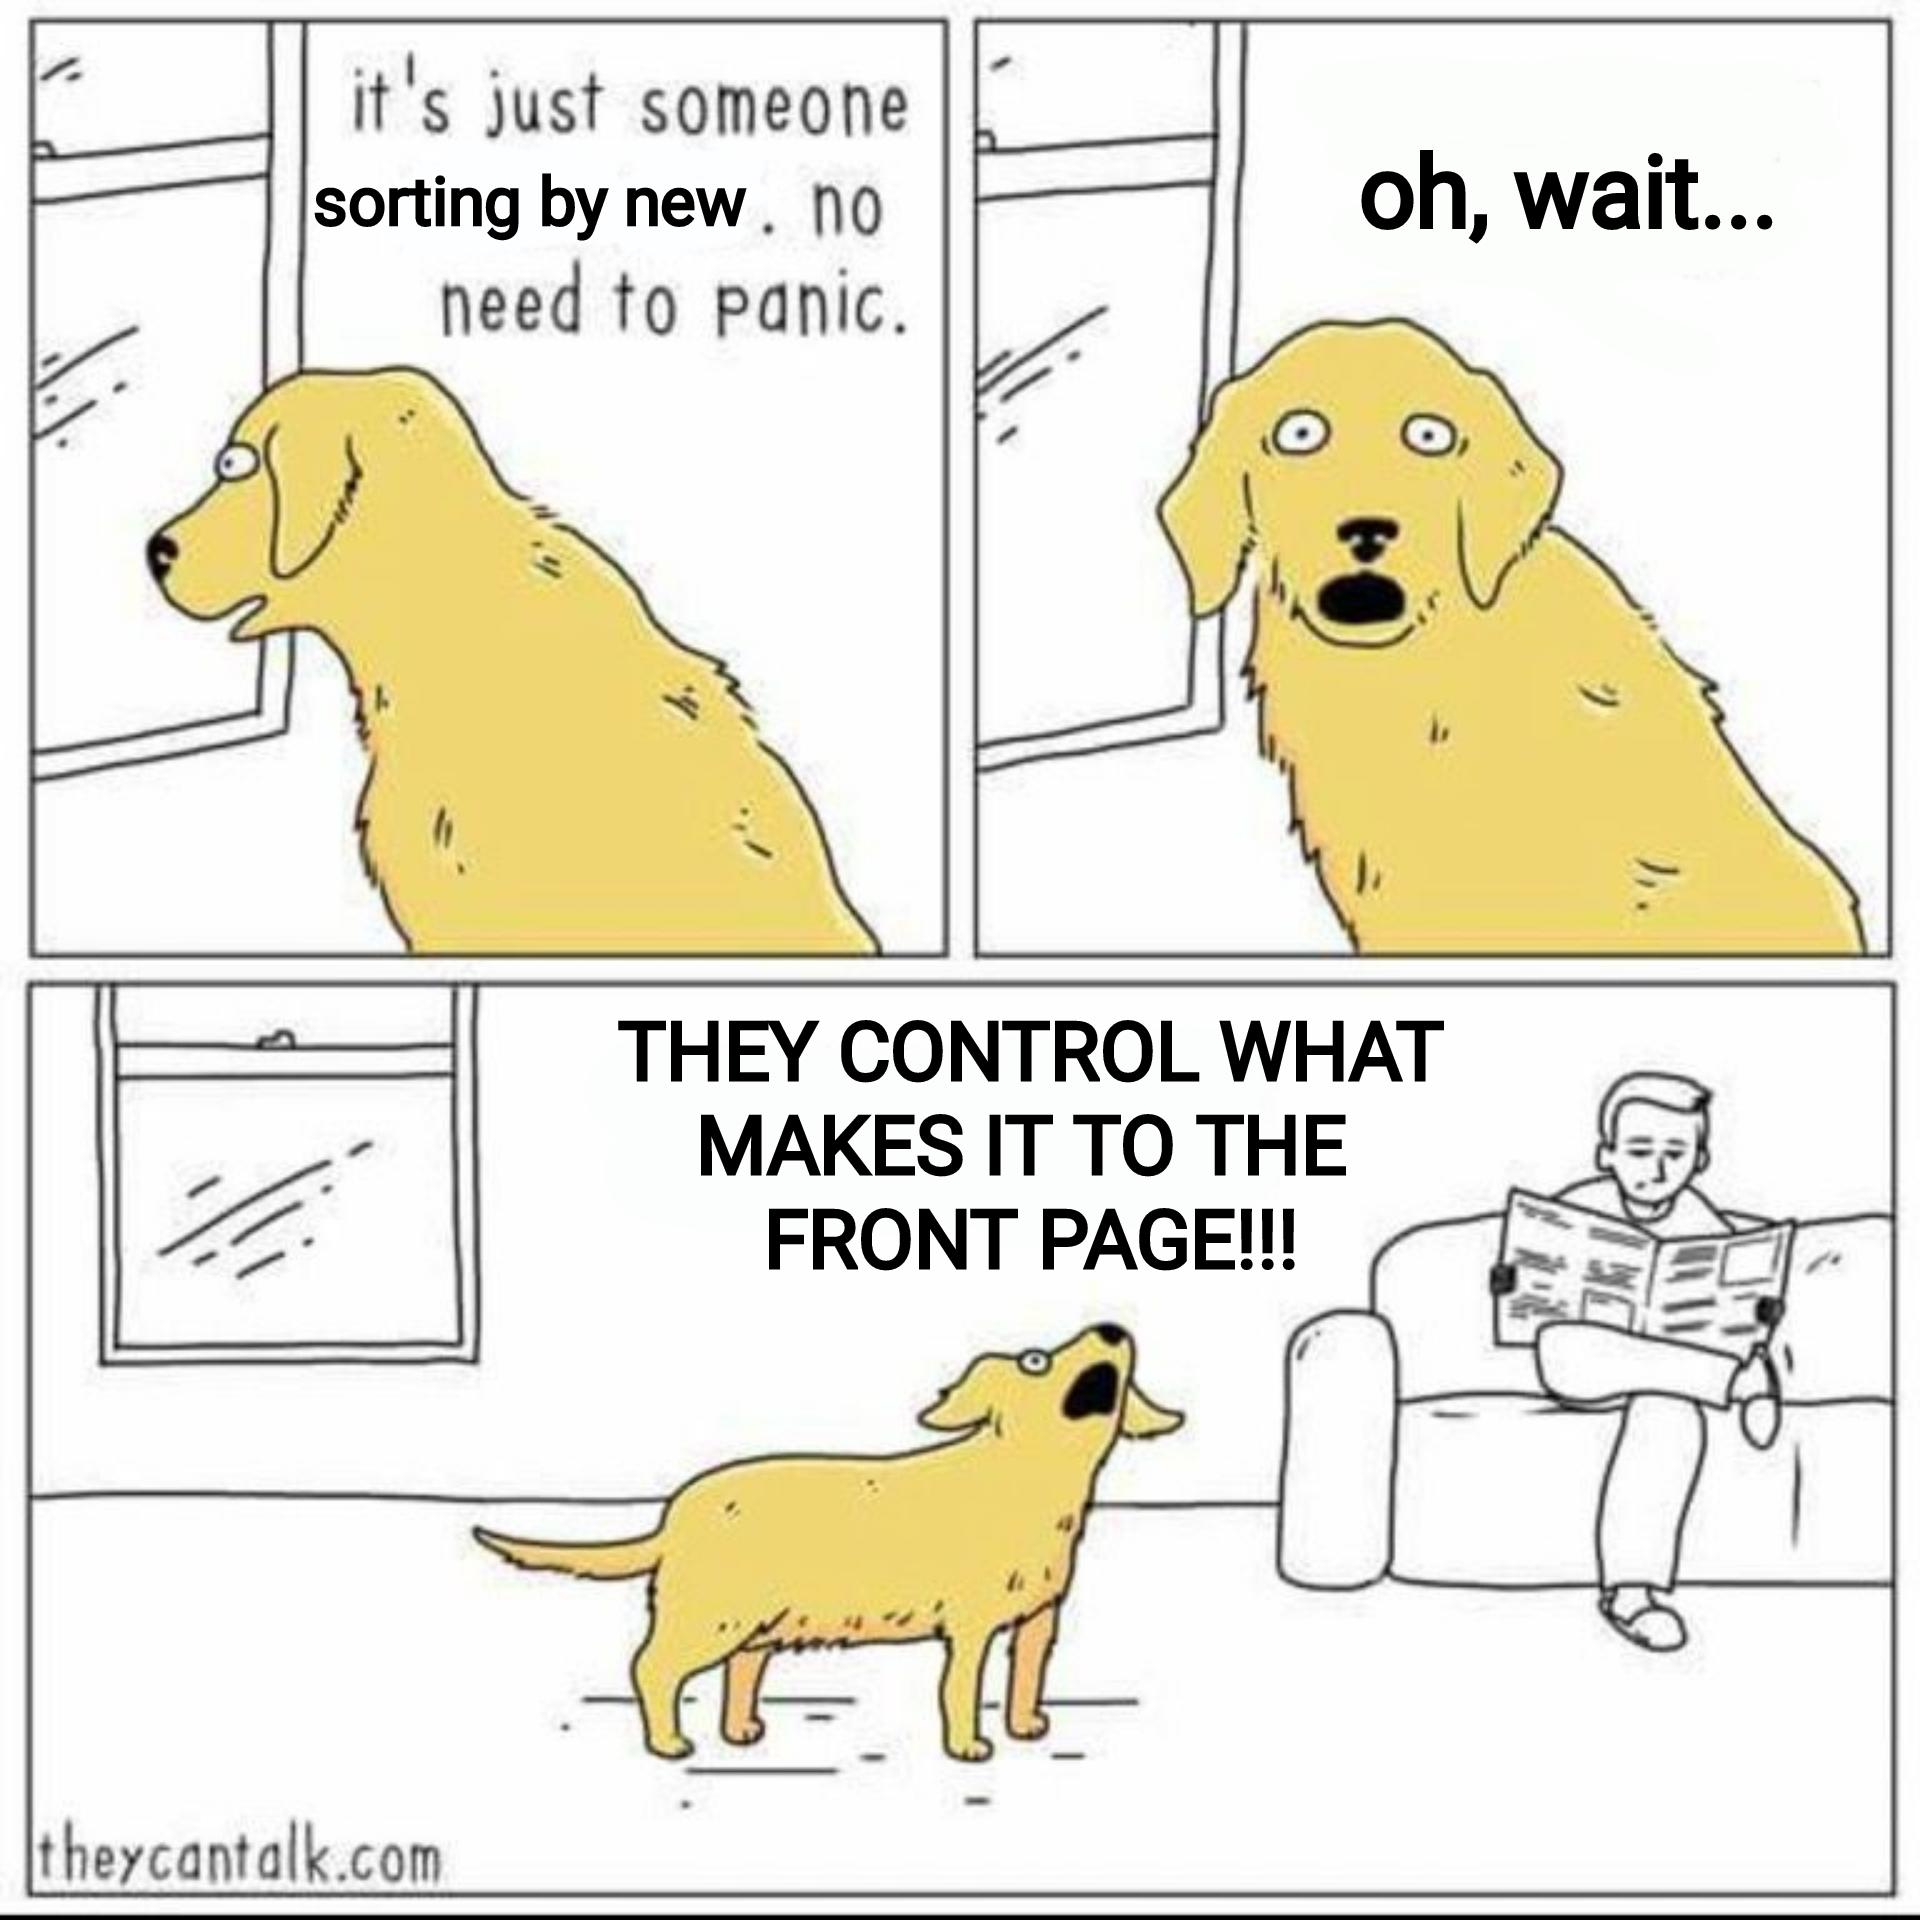 it's just someone
sorting by new. no
need to panic.
oh, wait...
THEY CONTROL WHAT
MAKES IT TO THE
FRONT PAGE!!!
theycantalk.com